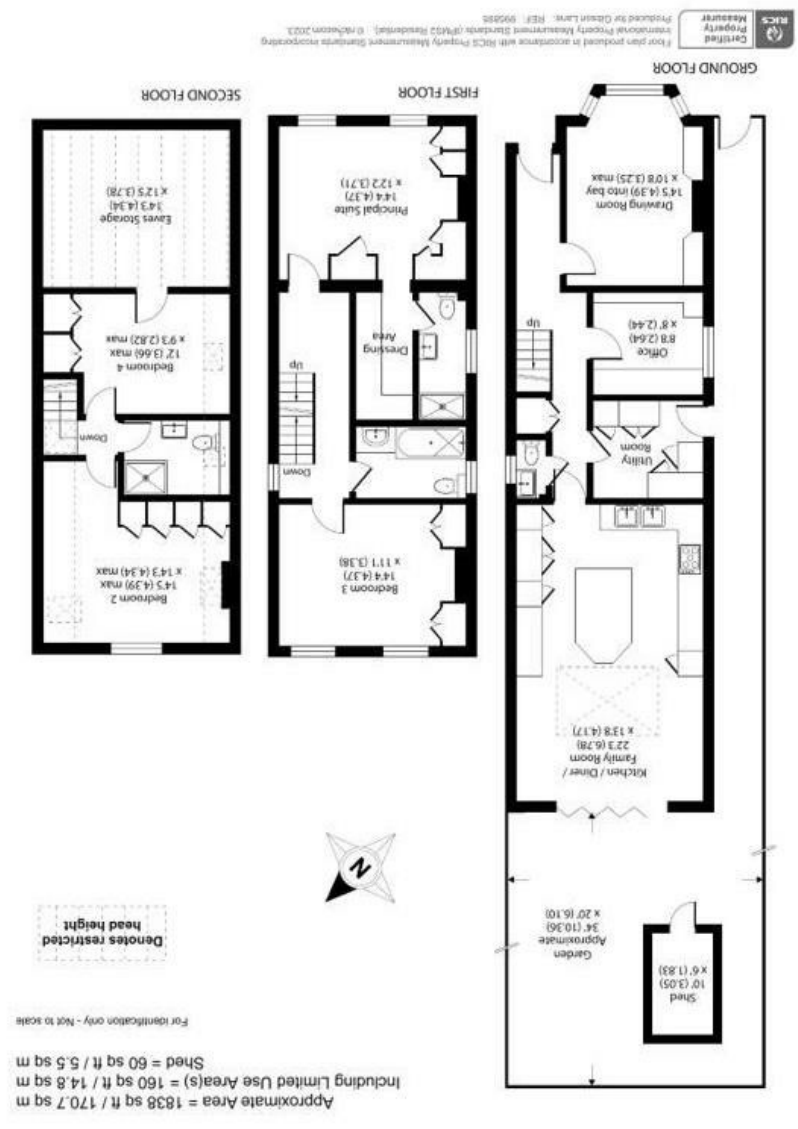 Approximate Area = 1838 sq ft / 170.7 sq m
Including Limited Use Area(s) = 160 sq ft / 14.8 sq m
Shed = 60 sq ft / 5.5 sq m
For identification only - Not to scale
Denotes restricted
head height
N
Shed
10' (3.05)
x 6' (1.83)
Garden
Approximate
34' (10.36)
x 20' (6.10)
Kitchen / Diner /
Family Room
22'3 (6.78)
x 13'8 (4.17)
Utility
Room
Office
8'8 (2.64)
x 8' (2.44)
Up
Drawing Room
14'5 (4.39) into bay
x 10'8 (3.25) max
GROUND FLOOR
Bedroom 3
14'4 (4.37)
x 11'1 (3.38)
Down
Up
Dressing
Area
Principal Suite
14'4 (4.37)
x 12'2 (3.71)
FIRST FLOOR
Bedroom 2
14'5 (4.39) max
x 14'3 (4.34) max
Down
Bedroom 4
12' (3.66) max
x 9'3 (2.82) max
Eaves Storage
14'3 (4.34)
x 12'5 (3.78)
SECOND FLOOR
RICS
Certified
Property
Measurer
Floor plan produced in accordance with RICS Property Measurement Standards incorporating
International Property Measurement Standards (IPMS2 Residential). © nichecom 2023.
Produced for Gibson Lane. REF: 995895